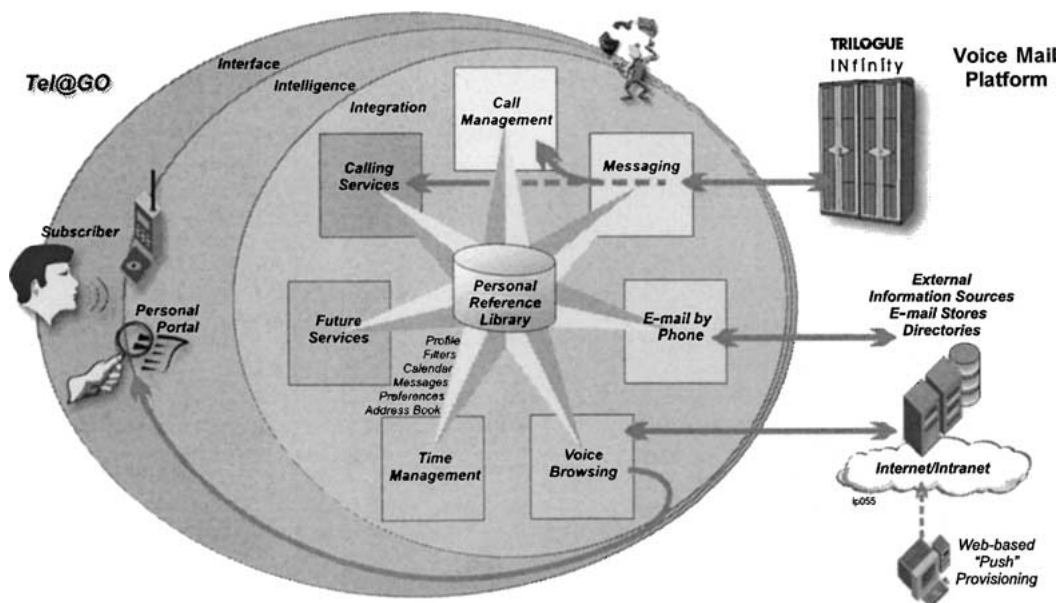 Tel@GO
Interface
Intelligence
Integration
Call
Management
Calling
Services
Messaging
TRILOGUE
INfinity
Voice Mail
Platform
Subscriber
Personal
Portal
Future
Services
Personal
Reference
Library
E-mail by
Phone
Profile
Filters
Calendar
Messages
Preferences
Address Book
Time
Management
Voice
Browsing
External
Information Sources
E-mail Stores
Directories
Internet/Intranet
ip055
Web-based
"Push"
Provisioning